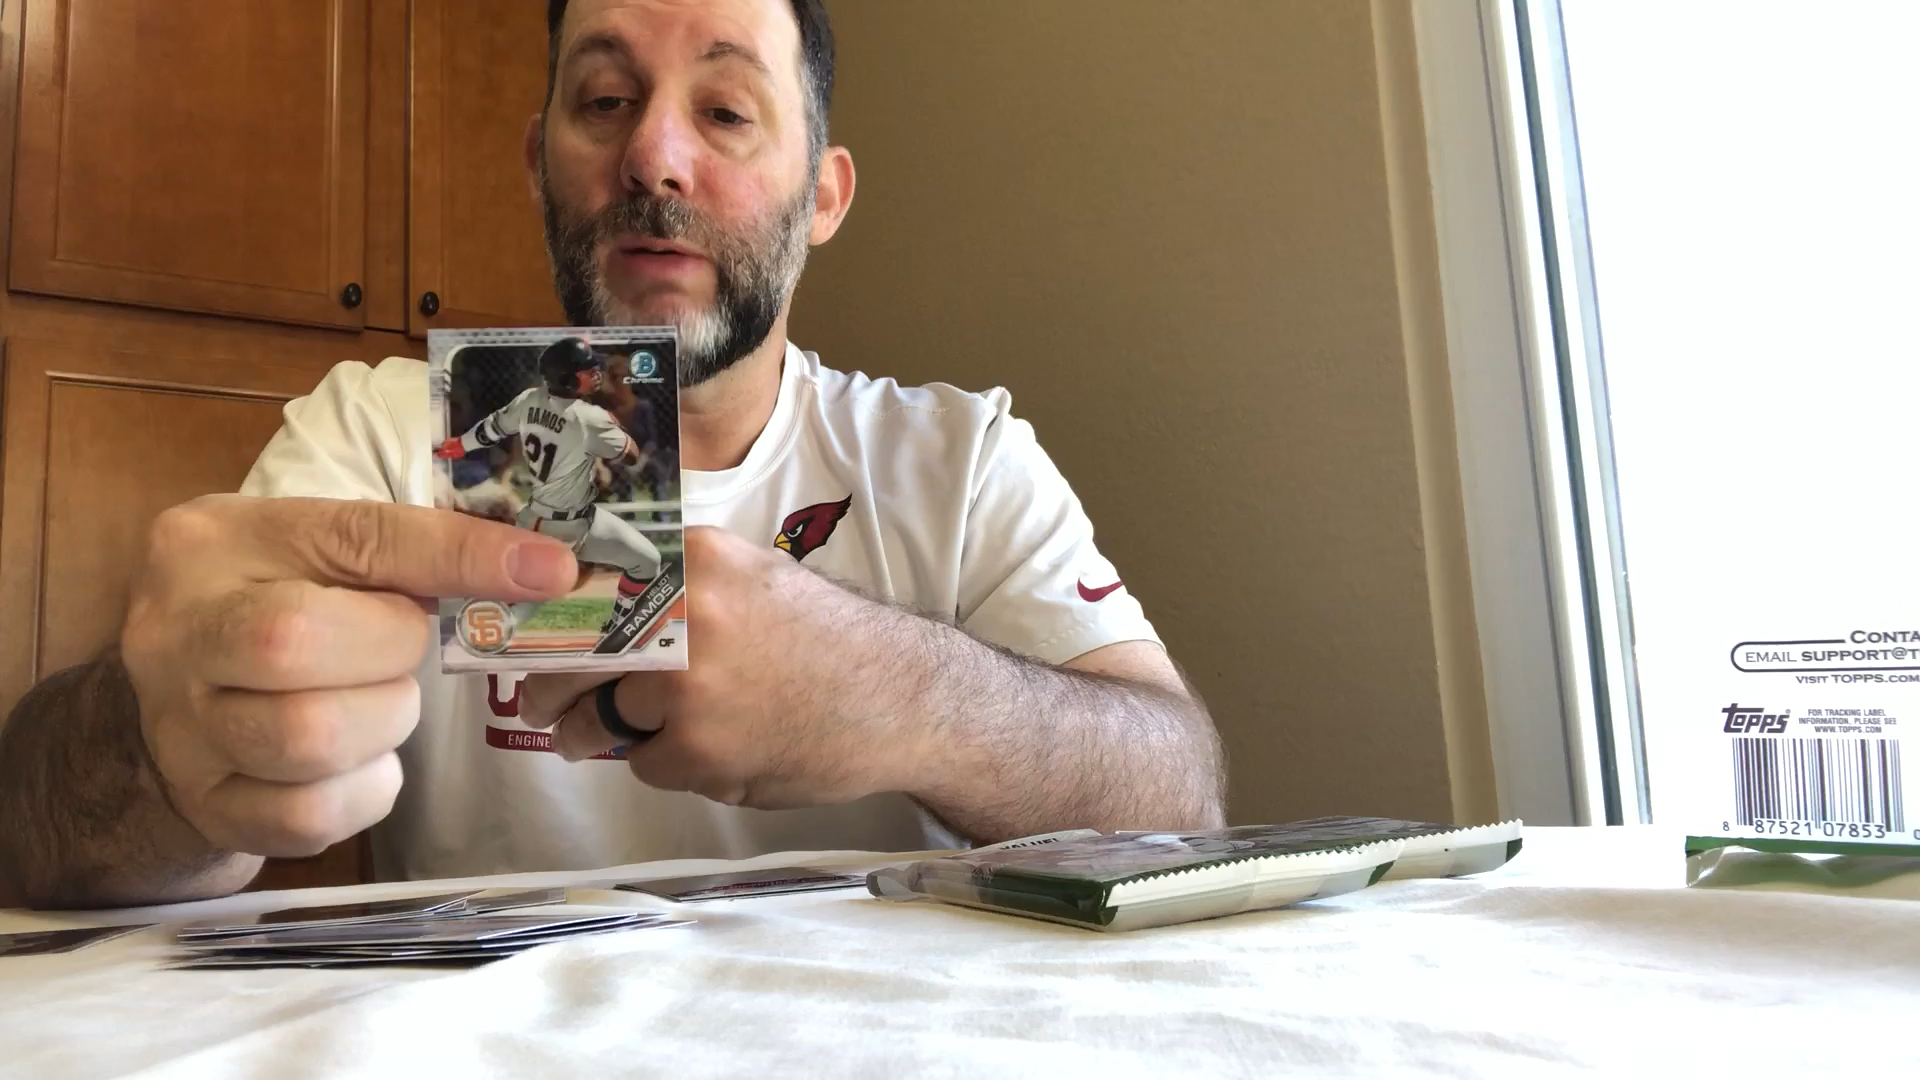 B
Chrome
RAMOS
21
HELIOT
RAMOS
SF
OF
ENGINE
CONTA
EMAIL SUPPORT@T
VISIT TOPPS.COM
topps
FOR TRACKING LABEL
INFORMATION, PLEASE SEE
WWW.TOPPS.COM
8 87521 07853